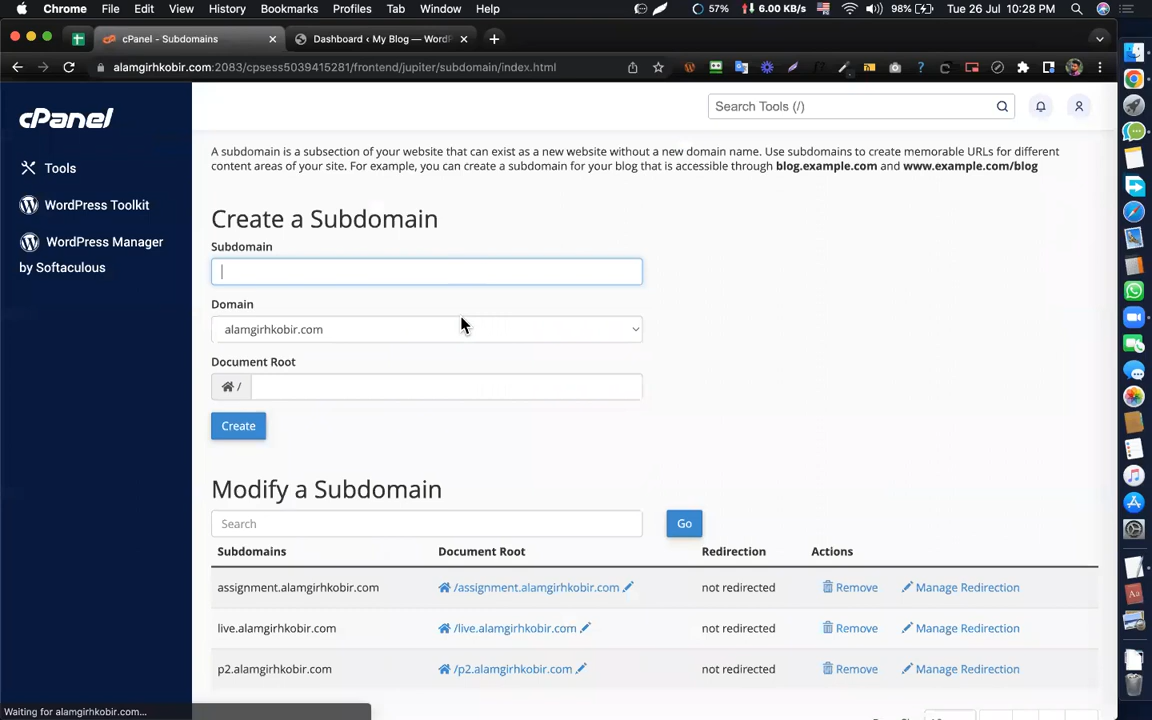 Chrome File Edit View History Bookmarks Profiles Tab Window Help 57% 6.00 KB/s 98% Tue 26 Jul 10:28 PM
cPanel - Subdomains Dashboard ‹ My Blog — WordP
alamgirhkobir.com:2083/cpsess5039415281/frontend/jupiter/subdomain/index.html
cPanel
Search Tools (/)
Tools
WordPress Toolkit
WordPress Manager
by Softaculous
A subdomain is a subsection of your website that can exist as a new website without a new domain name. Use subdomains to create memorable URLs for different
content areas of your site. For example, you can create a subdomain for your blog that is accessible through blog.example.com and www.example.com/blog
Create a Subdomain
Subdomain
Domain
alamgirhkobir.com
Document Root
/
Create
Modify a Subdomain
Search Go
Subdomains Document Root Redirection Actions
assignment.alamgirhkobir.com /assignment.alamgirhkobir.com not redirected Remove Manage Redirection
live.alamgirhkobir.com /live.alamgirhkobir.com not redirected Remove Manage Redirection
p2.alamgirhkobir.com /p2.alamgirhkobir.com not redirected Remove Manage Redirection
Waiting for alamgirhkobir.com...